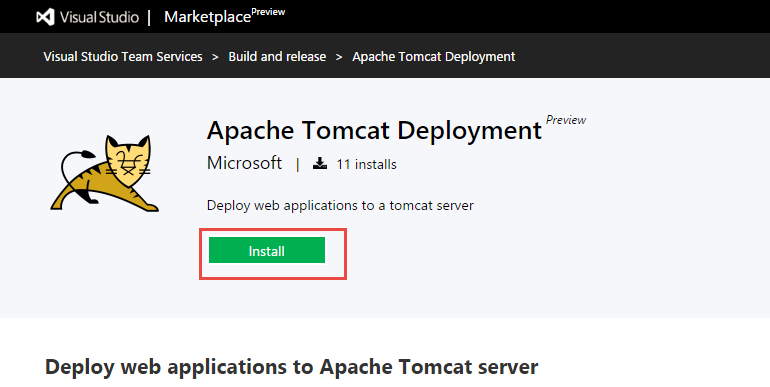 Visual Studio | Marketplace Preview
Visual Studio Team Services > Build and release > Apache Tomcat Deployment
Apache Tomcat Deployment Preview
Microsoft | 11 installs
Deploy web applications to a tomcat server
Install
Deploy web applications to Apache Tomcat server